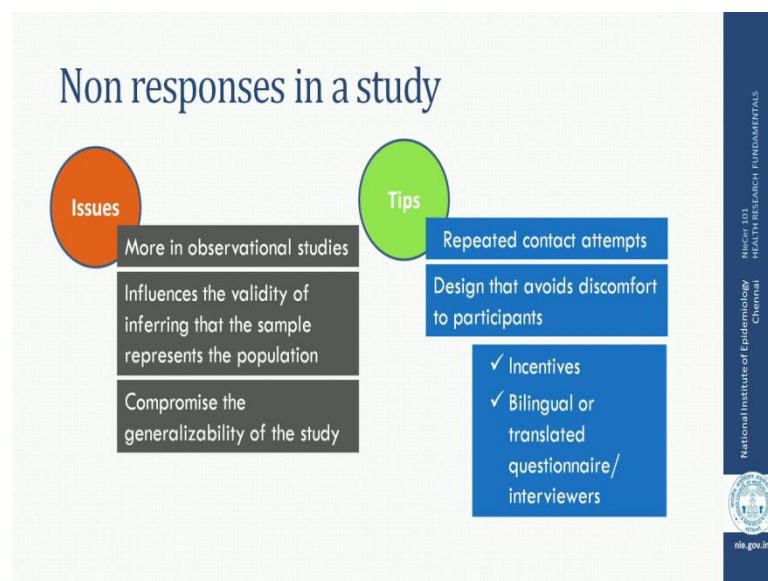 Non responses in a study
Issues
More in observational studies
Influences the validity of
inferring that the sample
represents the population
Compromise the
generalizability of the study
Tips
Repeated contact attempts
Design that avoids discomfort
to participants
✓ Incentives
✓ Bilingual or
translated
questionnaire/
interviewers
NIeCer 101
HEALTH RESEARCH FUNDAMENTALS
National Institute of Epidemiology
Chennai
nie.gov.in